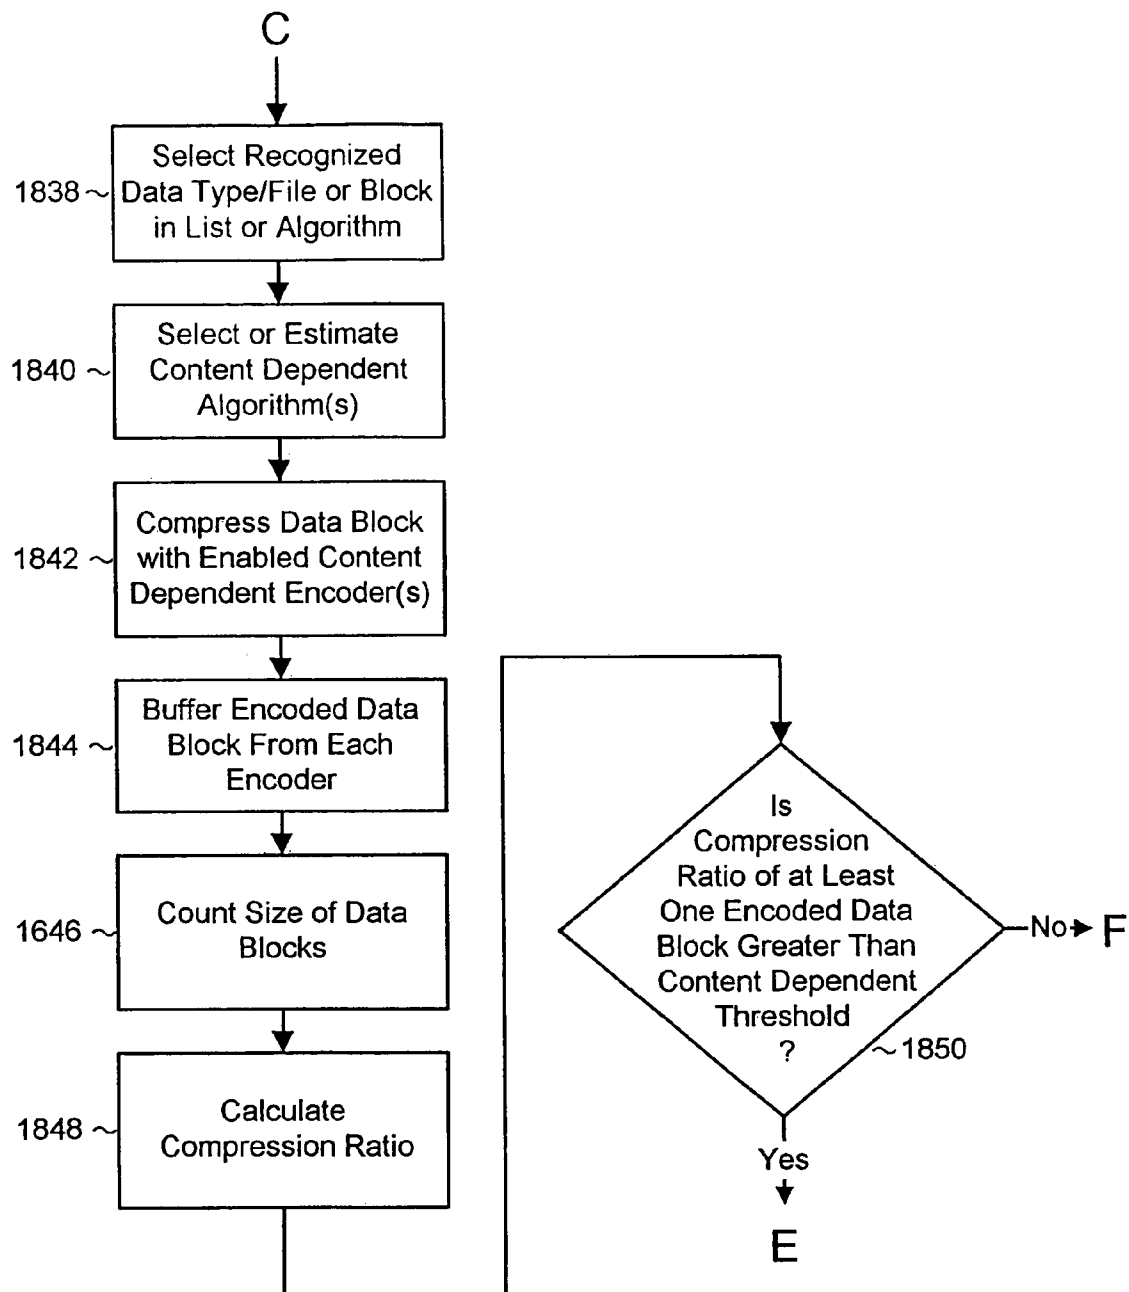 C
Select Recognized
1838 ~ Data Type/File or Block
in List or Algorithm
Select or Estimate
1840 ~ Content Dependent
Algorithm(s)
Compress Data Block
1842 ~ with Enabled Content
Dependent Encoder(s)
Buffer Encoded Data
1844 ~ Block From Each
Encoder
1646 ~ Count Size of Data
Blocks
Calculate
1848 ~ Compression Ratio
Is
Compression
Ratio of at Least
One Encoded Data
Block Greater Than
Content Dependent
Threshold
?
~1850
No
F
Yes
E